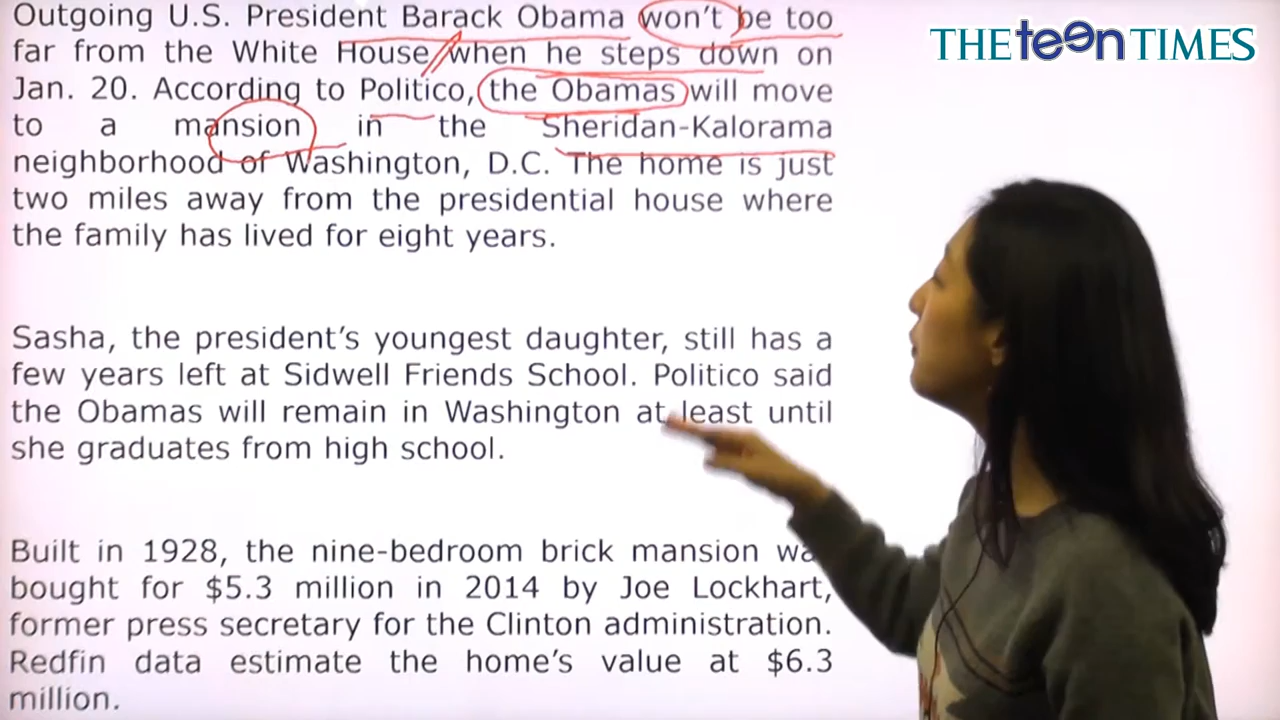 Outgoing U.S. President Barack Obama won't be too
far from the White House when he steps down on
Jan. 20. According to Politico, the Obamas will move
to a mansion in the Sheridan-Kalorama
neighborhood of Washington, D.C. The home is just
two miles away from the presidential house where
the family has lived for eight years.
Sasha, the president's youngest daughter, still has a
few years left at Sidwell Friends School. Politico said
the Obamas will remain in Washington at least until
she graduates from high school.
Built in 1928, the nine-bedroom brick mansion wa
bought for $5.3 million in 2014 by Joe Lockhart,
former press secretary for the Clinton administration.
Redfin data estimate the home's value at $6.3
million.
THE teen TIMES